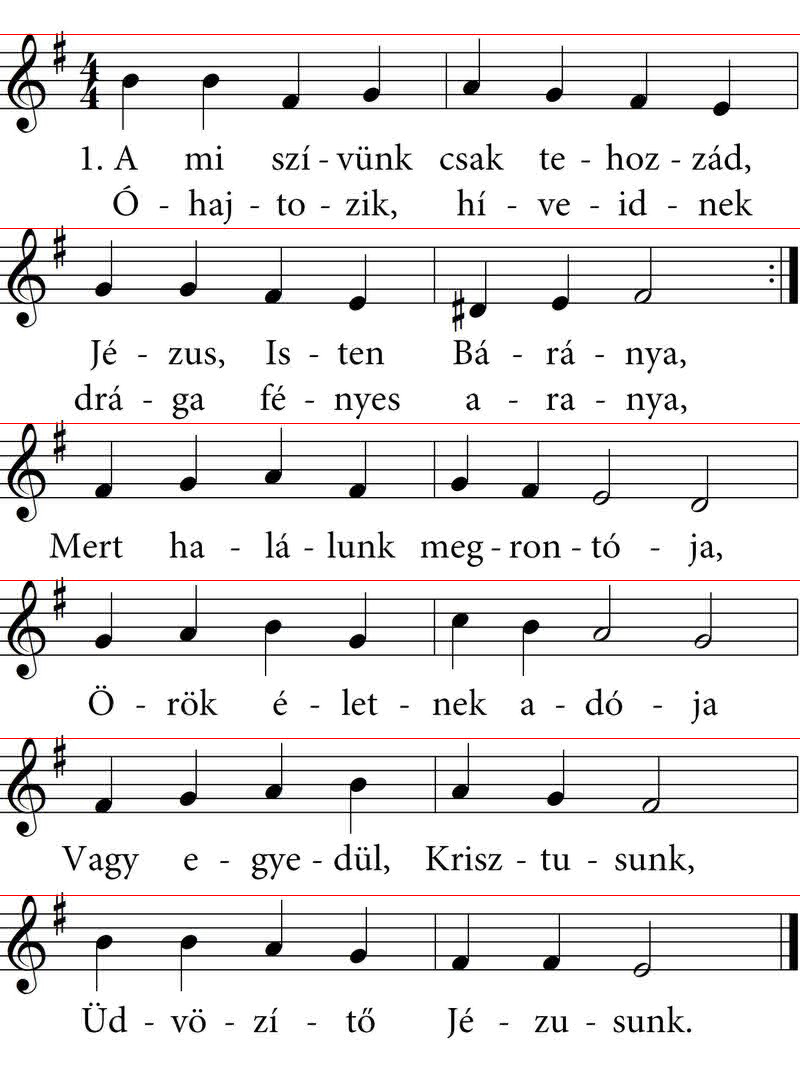 4
4
1. A mi szí - vünk csak te - hoz - zád,
Ó - haj - to - zik, hí - ve - id - nek
Jé - zus, Is - ten Bá - rá - nya,
drá - ga fé - nyes a - ra - nya,
Mert ha - lá - lunk meg - ron - tó - ja,
Ö - rök é - let - nek a - dó - ja
Vagy e - gye - dül, Krisz - tu - sunk,
Üd - vö - zí - tő Jé - zu - sunk.